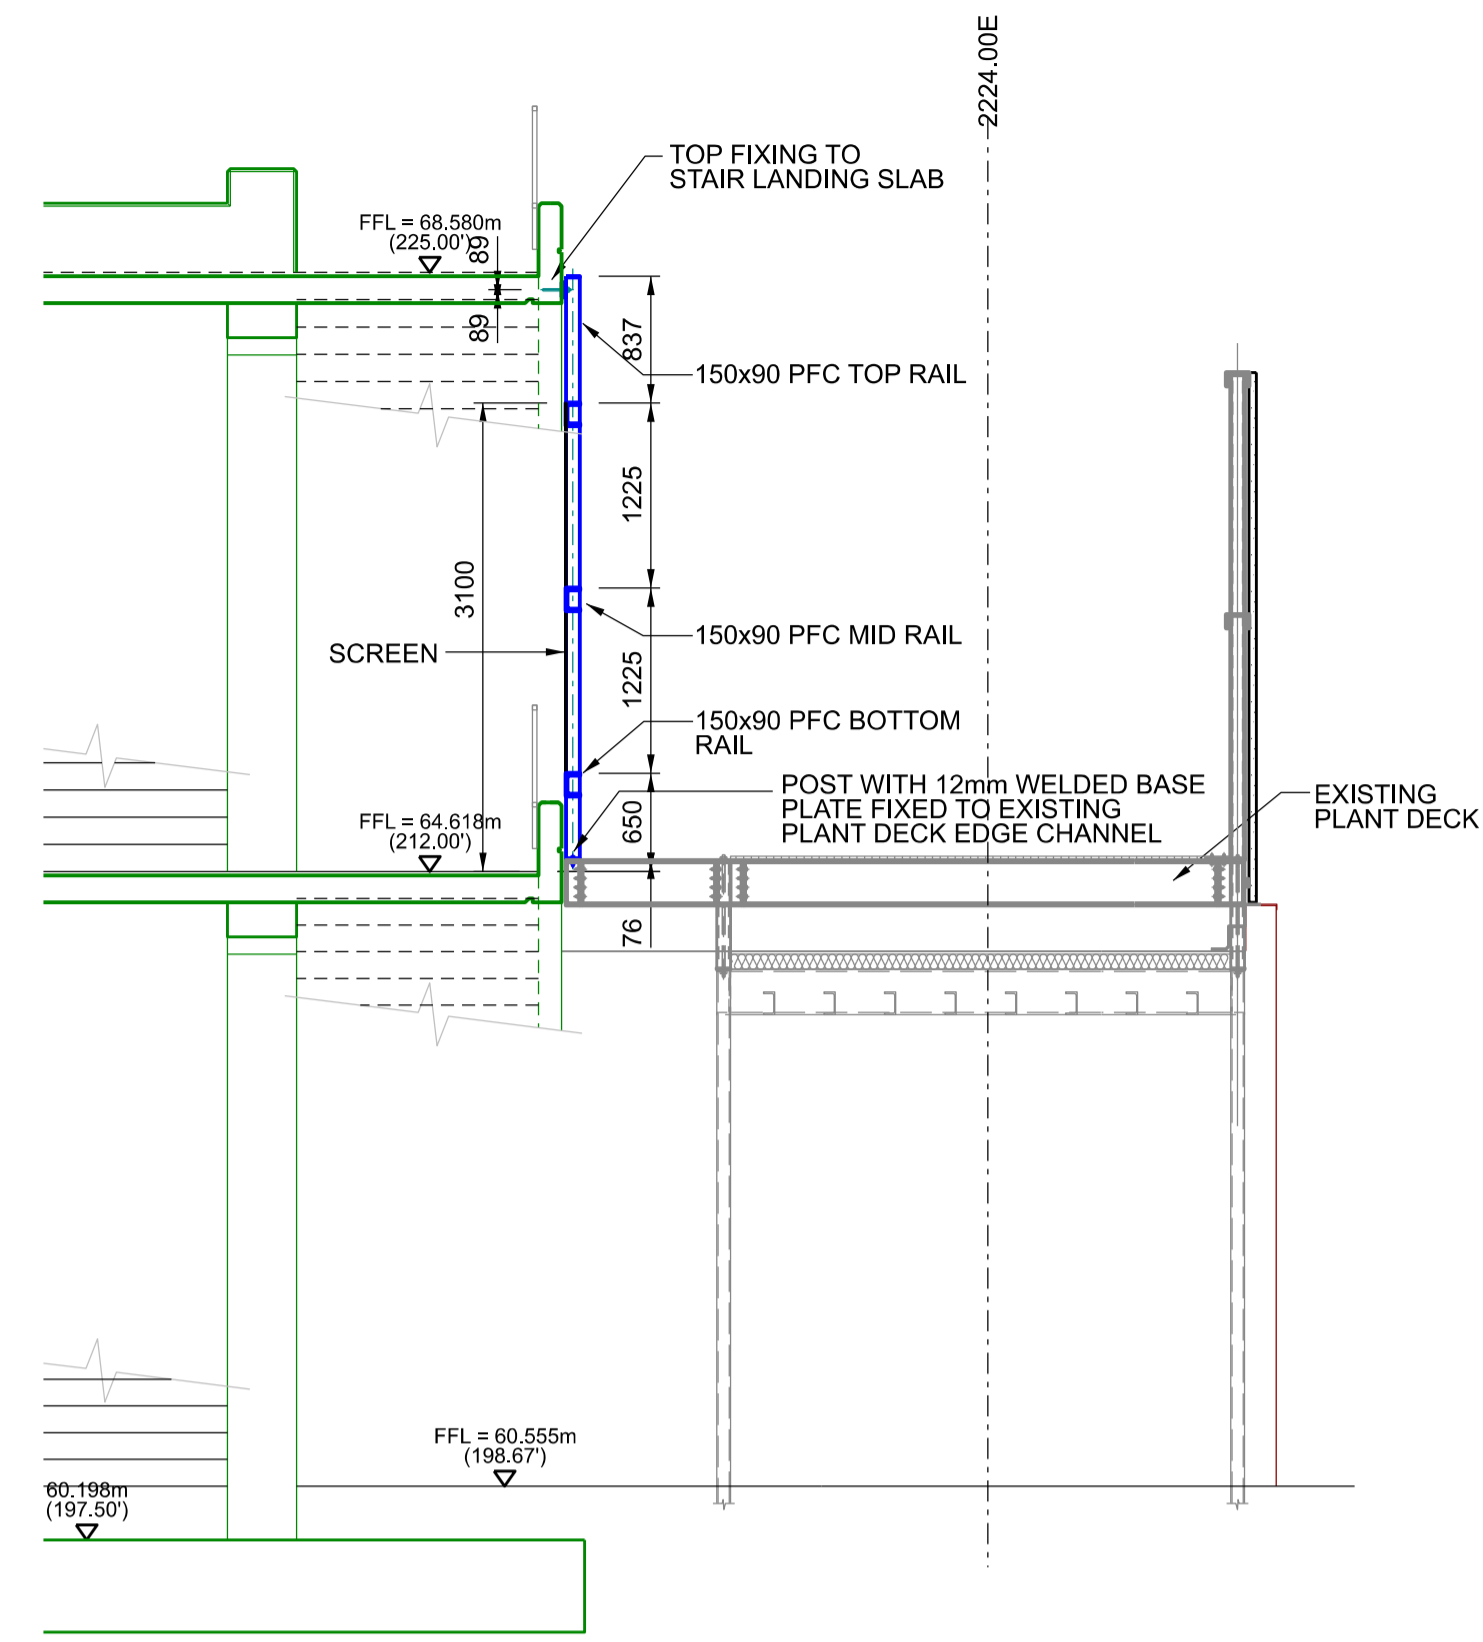 2224.00E
TOP FIXING TO
STAIR LANDING SLAB
FFL = 68.580m
(225.00')
89
89
837
150x90 PFC TOP RAIL
1225
3100
150x90 PFC MID RAIL
SCREEN
1225
150x90 PFC BOTTOM
RAIL
POST WITH 12mm WELDED BASE
PLATE FIXED TO EXISTING
PLANT DECK EDGE CHANNEL
EXISTING
PLANT DECK
650
FFL = 64.618m
(212.00')
76
FFL = 60.555m
(198.67')
60.198m
(197.50')